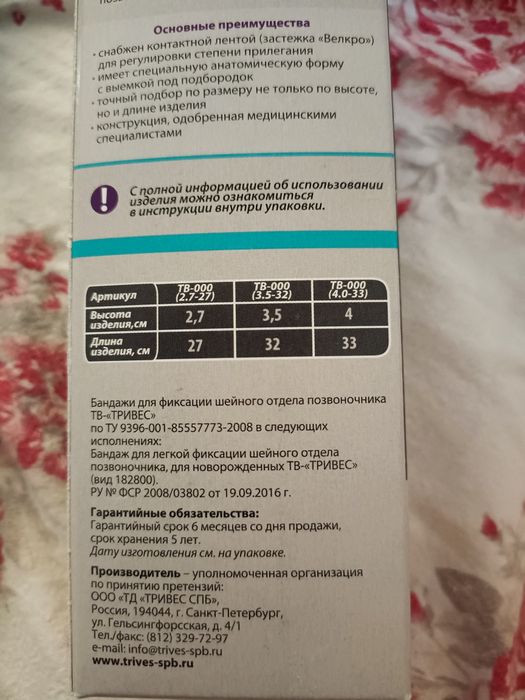 Основные преимущества
• снабжен контактной лентой (застежка «Велкро»)
для регулировки степени прилегания
• имеет специальную анатомическую форму
с выемкой под подбородок
• точный подбор по размеру не только по высоте,
но и длине изделия
• конструкция, одобренная медицинскими
специалистами
!
С полной информацией об использовании
изделия можно ознакомиться
в инструкции внутри упаковки.
Артикул ТВ-000 (2.7-27) ТВ-000 (3.5-32) ТВ-000 (4.0-33)
Высота изделия,см 2,7 3,5 4
Длина изделия, см 27 32 33
Бандажи для фиксации шейного отдела позвоночника
ТВ-«ТРИВЕС»
по ТУ 9396-001-85557773-2008 в следующих
исполнениях:
Бандаж для легкой фиксации шейного отдела
позвоночника, для новорожденных ТВ-«ТРИВЕС»
(вид 182800).
РУ № ФСР 2008/03802 от 19.09.2016 г.
Гарантийные обязательства:
Гарантийный срок 6 месяцев со дня продажи,
срок хранения 5 лет.
Дату изготовления см. на упаковке.
Производитель – уполномоченная организация
по принятию претензий:
ООО «ТД «ТРИВЕС СПБ»,
Россия, 194044, г. Санкт-Петербург,
ул. Гельсингфорсская, д. 4/1
Тел./факс: (812) 329-72-97
e-mail: info@trives-spb.ru
www.trives-spb.ru